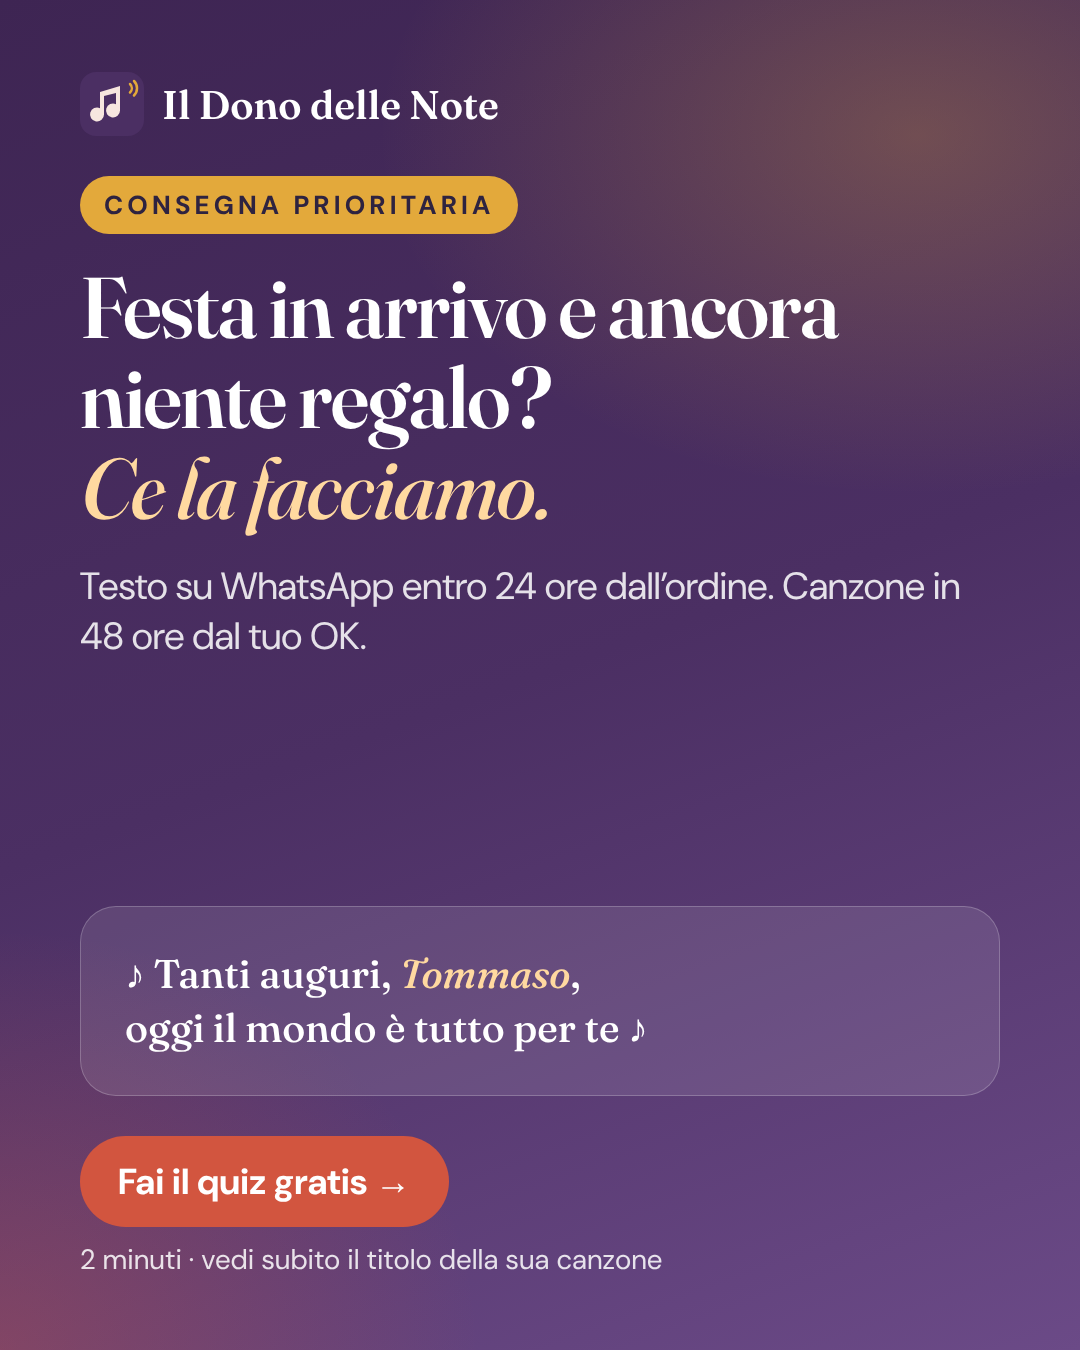 Il Dono delle Note
CONSEGNA PRIORITARIA
Festa in arrivo e ancora
niente regalo?
Ce la facciamo.
Testo su WhatsApp entro 24 ore dall’ordine. Canzone in
48 ore dal tuo OK.
♪ Tanti auguri, Tommaso,
oggi il mondo è tutto per te ♪
Fai il quiz gratis →
2 minuti · vedi subito il titolo della sua canzone